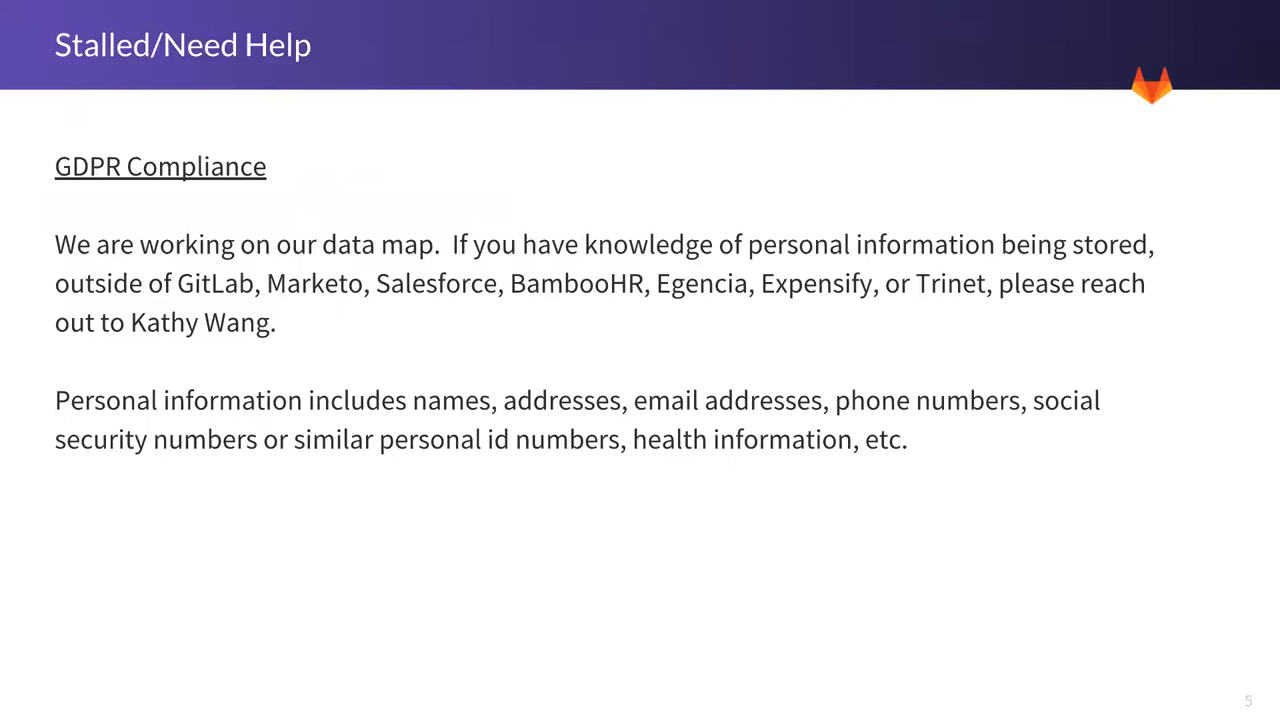 Stalled/Need Help
GDPR Compliance
We are working on our data map.  If you have knowledge of personal information being stored,
outside of GitLab, Marketo, Salesforce, BambooHR, Egencia, Expensify, or Trinet, please reach
out to Kathy Wang.
Personal information includes names, addresses, email addresses, phone numbers, social
security numbers or similar personal id numbers, health information, etc.
5